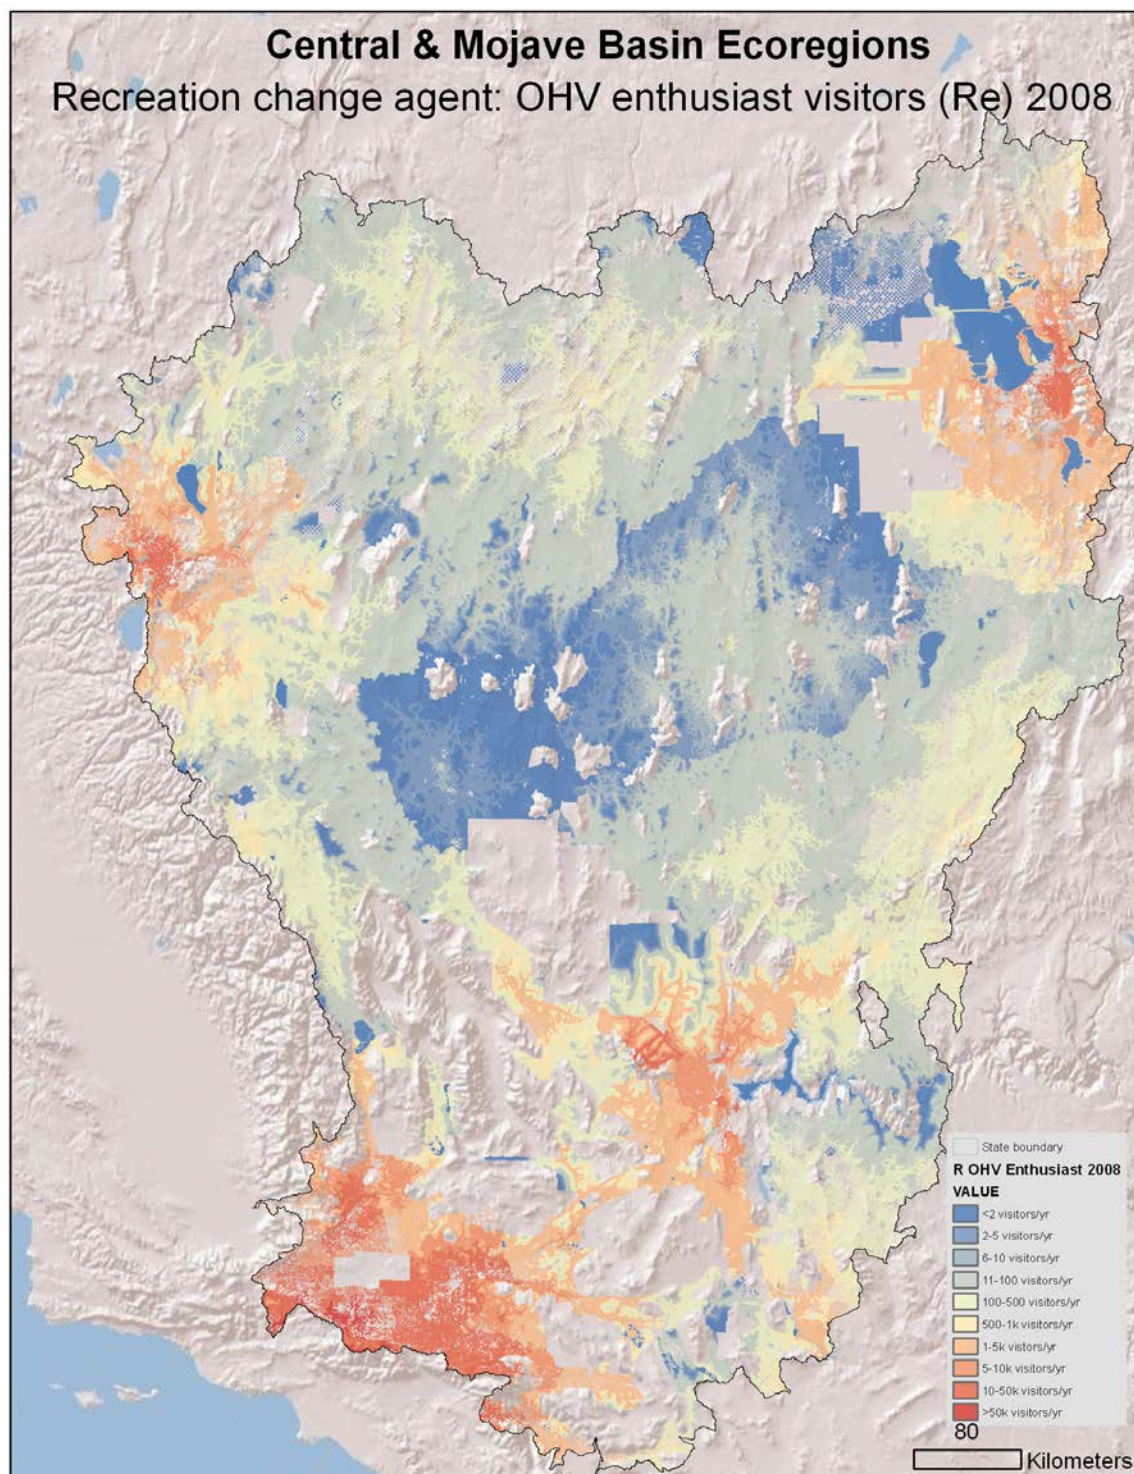 Central & Mojave Basin Ecoregions
Recreation change agent: OHV enthusiast visitors (Re) 2008
State boundary
R OHV Enthusiast 2008
VALUE
<2 visitors/yr
2-5 visitors/yr
6-10 visitors/yr
11-100 visitors/yr
100-500 visitors/yr
500-1k visitors/yr
1-5k vistors/yr
5-10k visitors/yr
10-50k visitors/yr
>50k visitors/yr
80
Kilometers